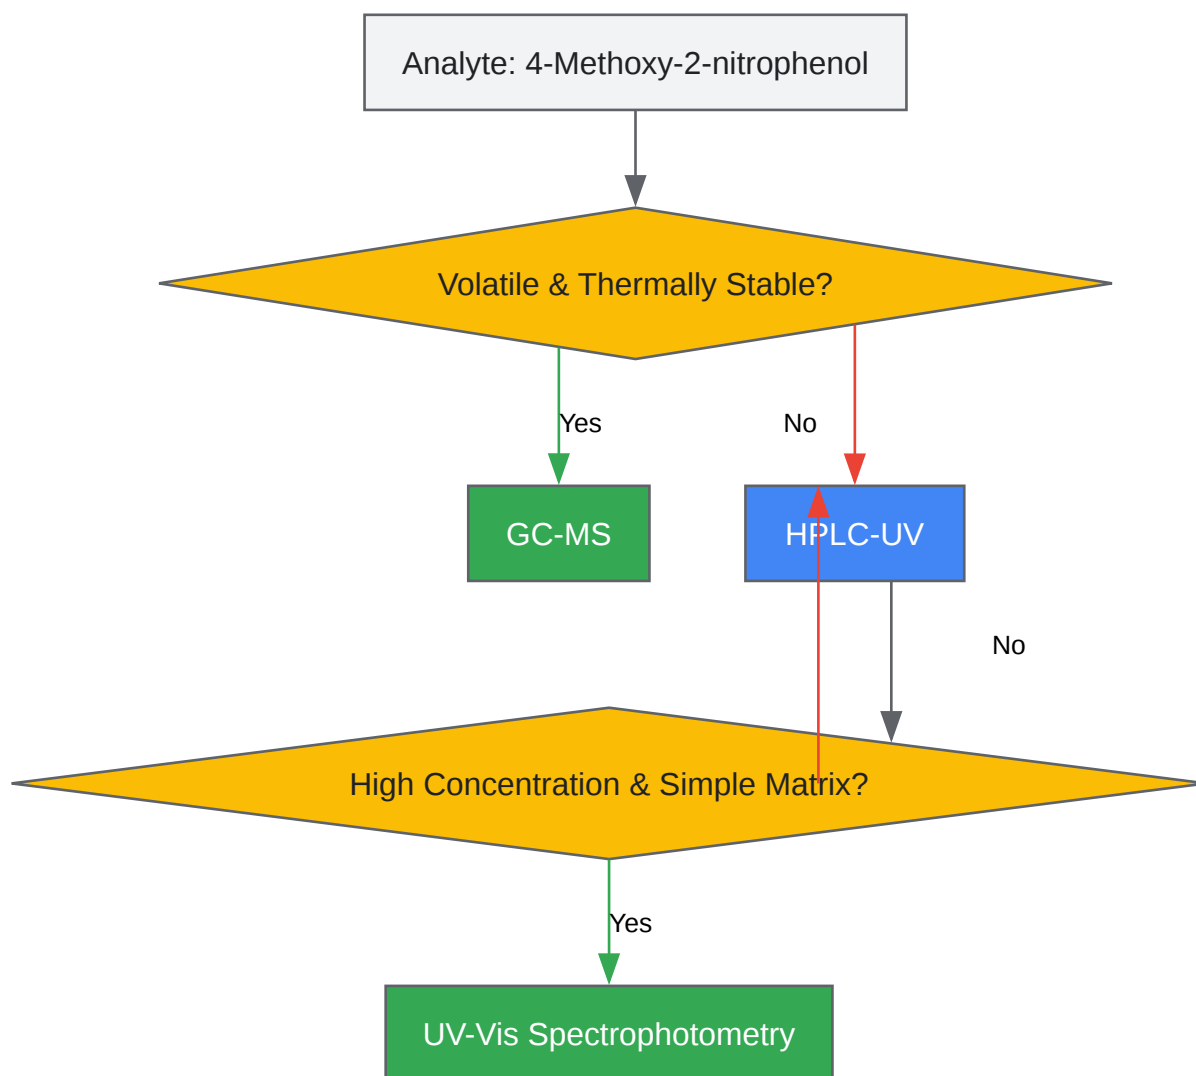 Analyte: 4-Methoxy-2-nitrophenol
Volatile & Thermally Stable?
Yes
No
GC-MS
HPLC-UV
No
High Concentration & Simple Matrix?
Yes
UV-Vis Spectrophotometry